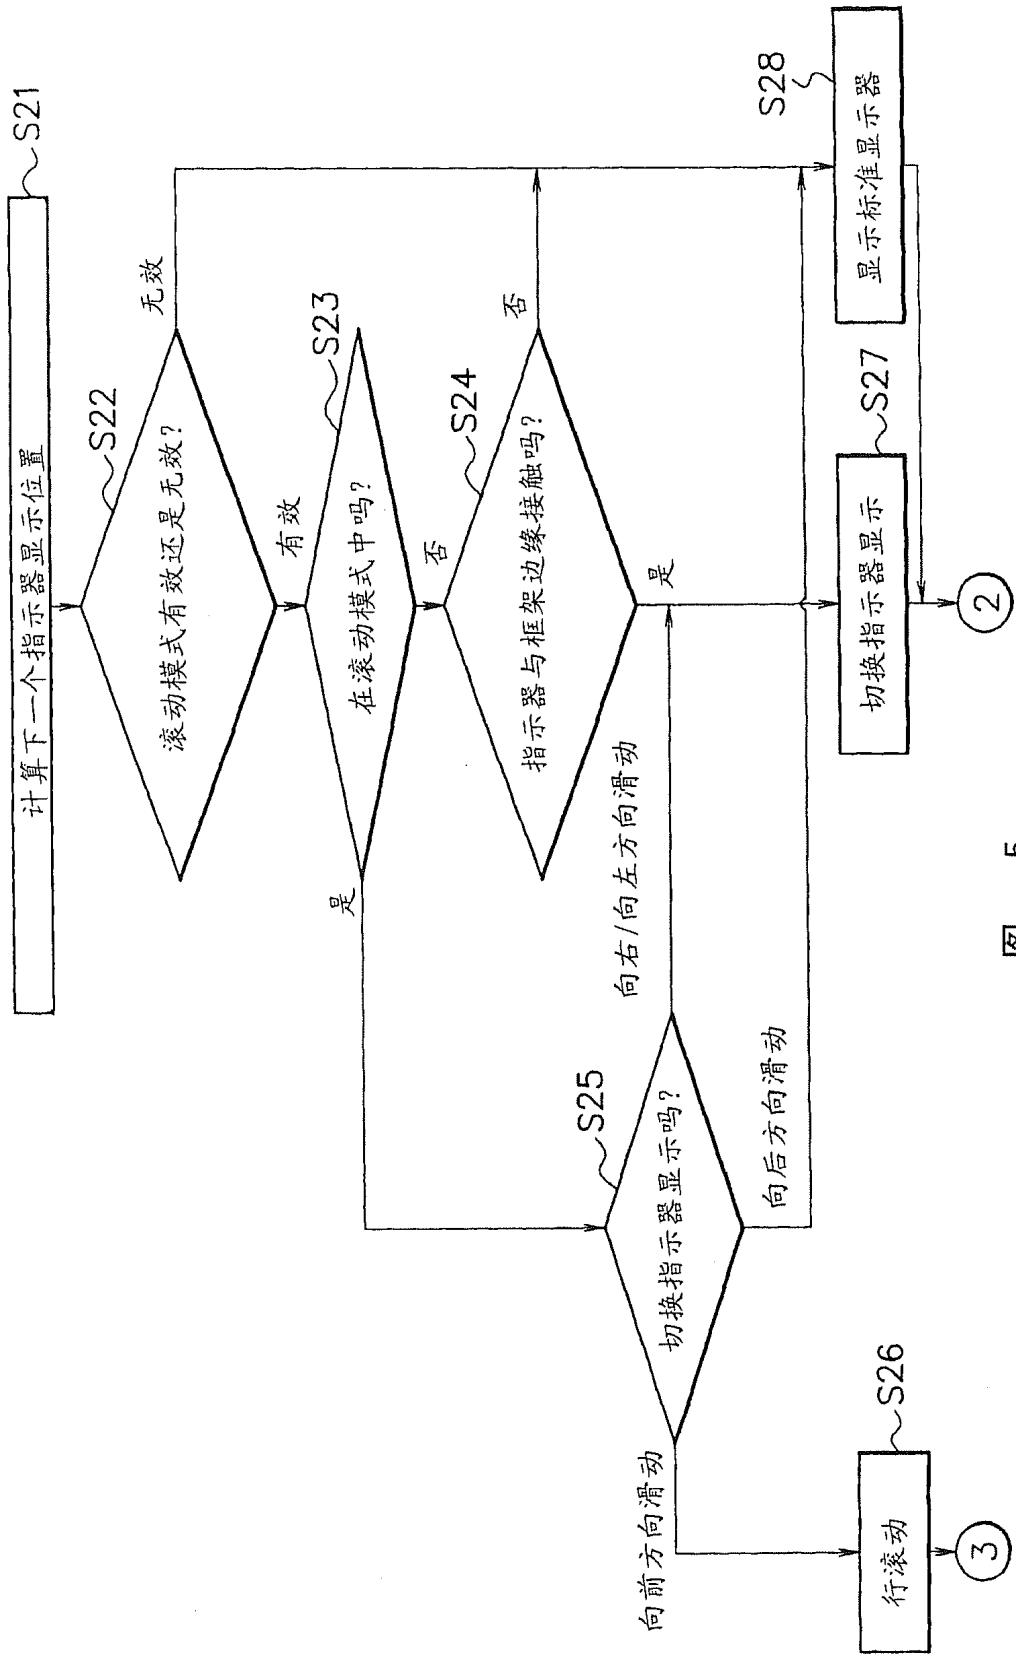 S21
计算下一个指示器显示位置
S22
滚动模式有效还是无效?
无效
有效
S23
在滚动模式中吗?
是
否
S24
指示器与框架边缘接触吗?
否
是
S25
切换指示器显示吗?
向右/向左方向滑动
向前方向滑动
向后方向滑动
S26
行滚动
3
S27
切换指示器显示
2
S28
显示标准显示器
图 5